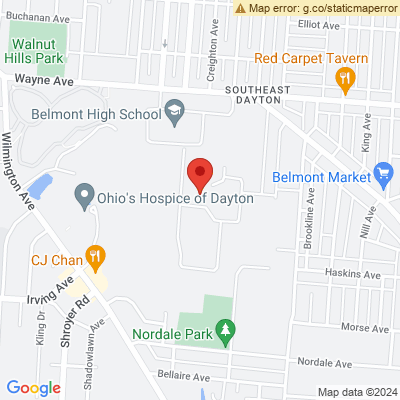 Map error: g.co/staticmaperror
Buchanan Ave
Elliot Ave
Walnut
Hills Park
Creighton Ave
Red Carpet Tavern
Wayne Ave
SOUTHEAST
DAYTON
Belmont High School
King Ave
Wilmington Ave
Belmont Market
Ohio's Hospice of Dayton
Brookline Ave
Nill Ave
CJ Chan
Haskins Ave
Irving Ave
Shroyer Rd
Kling Dr
Shadowlawn Ave
Nordale Park
Morse Ave
Nordale Ave
Bellaire Ave
Google
Map data ©2024